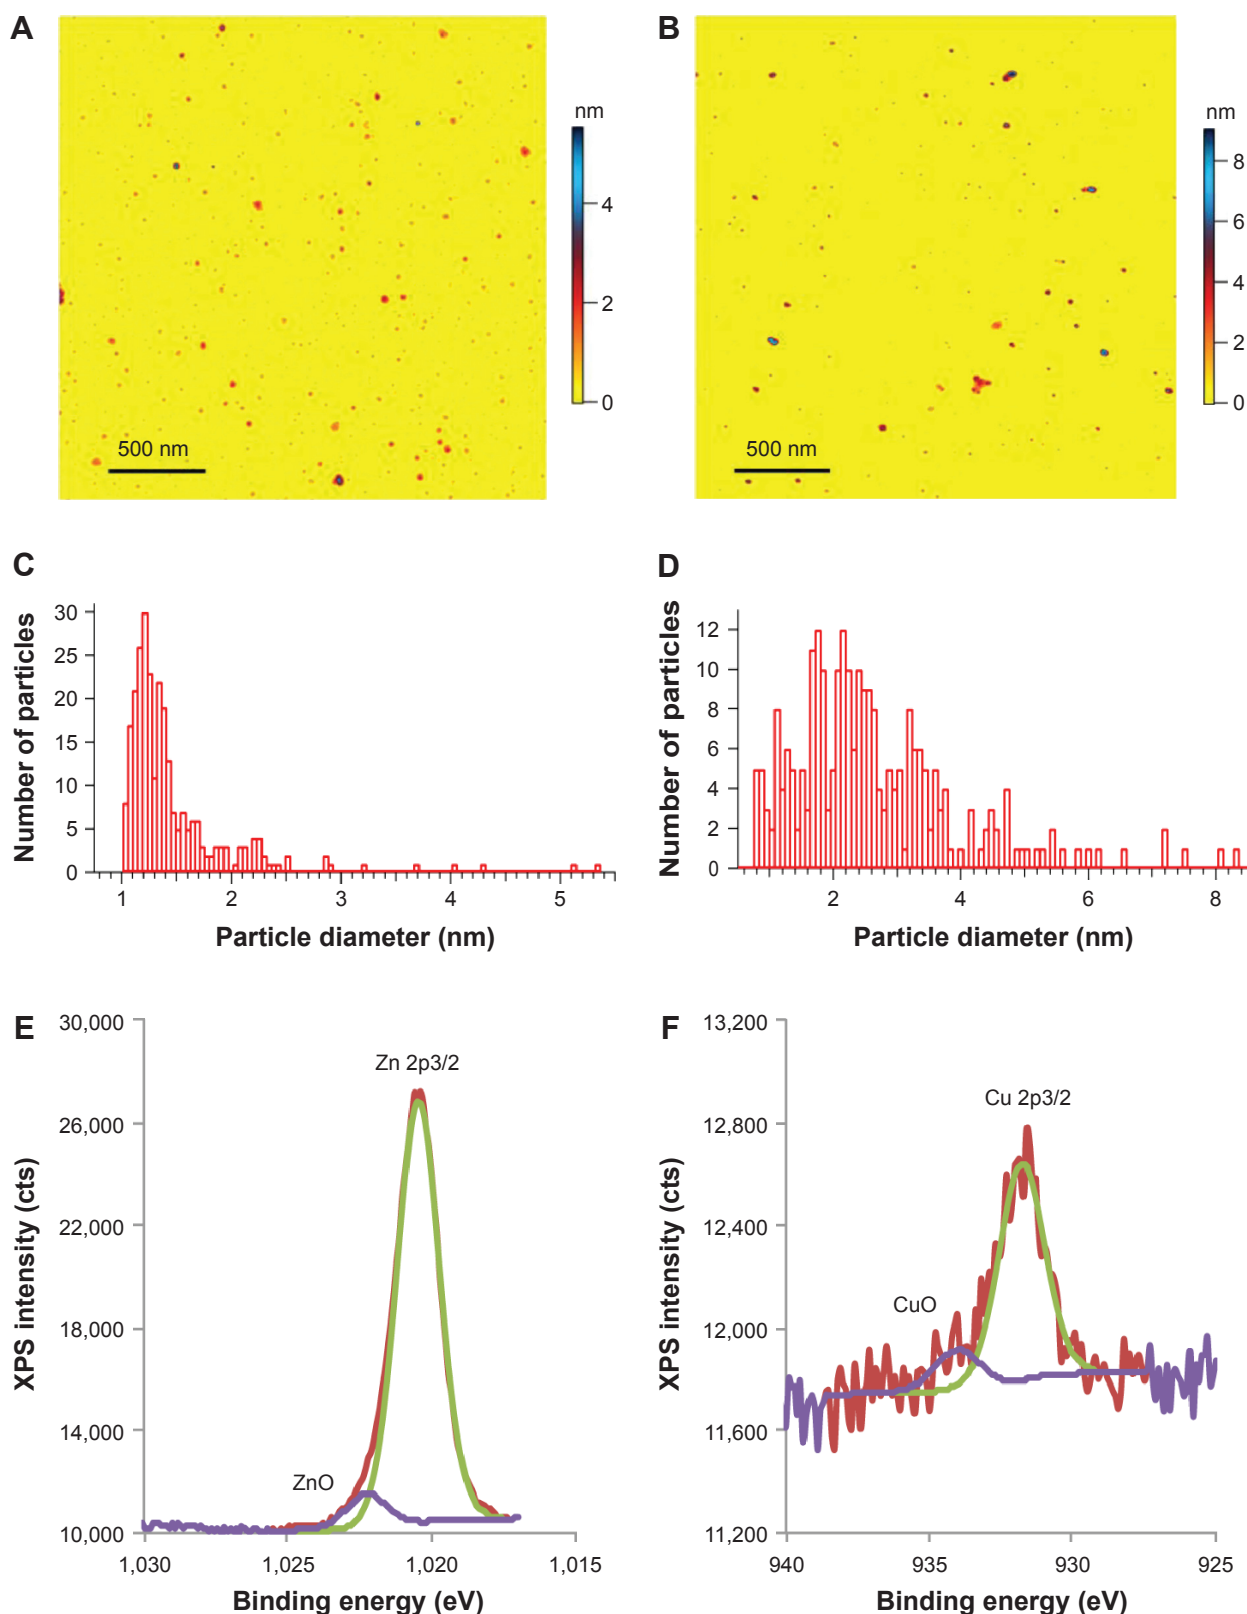 A
B
nm
4
2
0
500 nm
nm
8
6
4
2
0
500 nm
C
Number of particles
30
25
20
15
10
5
0
1
2
3
4
5
Particle diameter (nm)
D
Number of particles
12
10
8
6
4
2
0
2
4
6
8
Particle diameter (nm)
E
XPS intensity (cts)
30,000
26,000
22,000
18,000
14,000
10,000
Zn 2p3/2
ZnO
1,030
1,025
1,020
1,015
Binding energy (eV)
F
XPS intensity (cts)
13,200
12,800
12,400
12,000
11,600
11,200
Cu 2p3/2
CuO
940
935
930
925
Binding energy (eV)